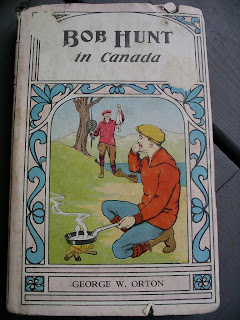 BOB HUNT
in Canada
GEORGE W. ORTON